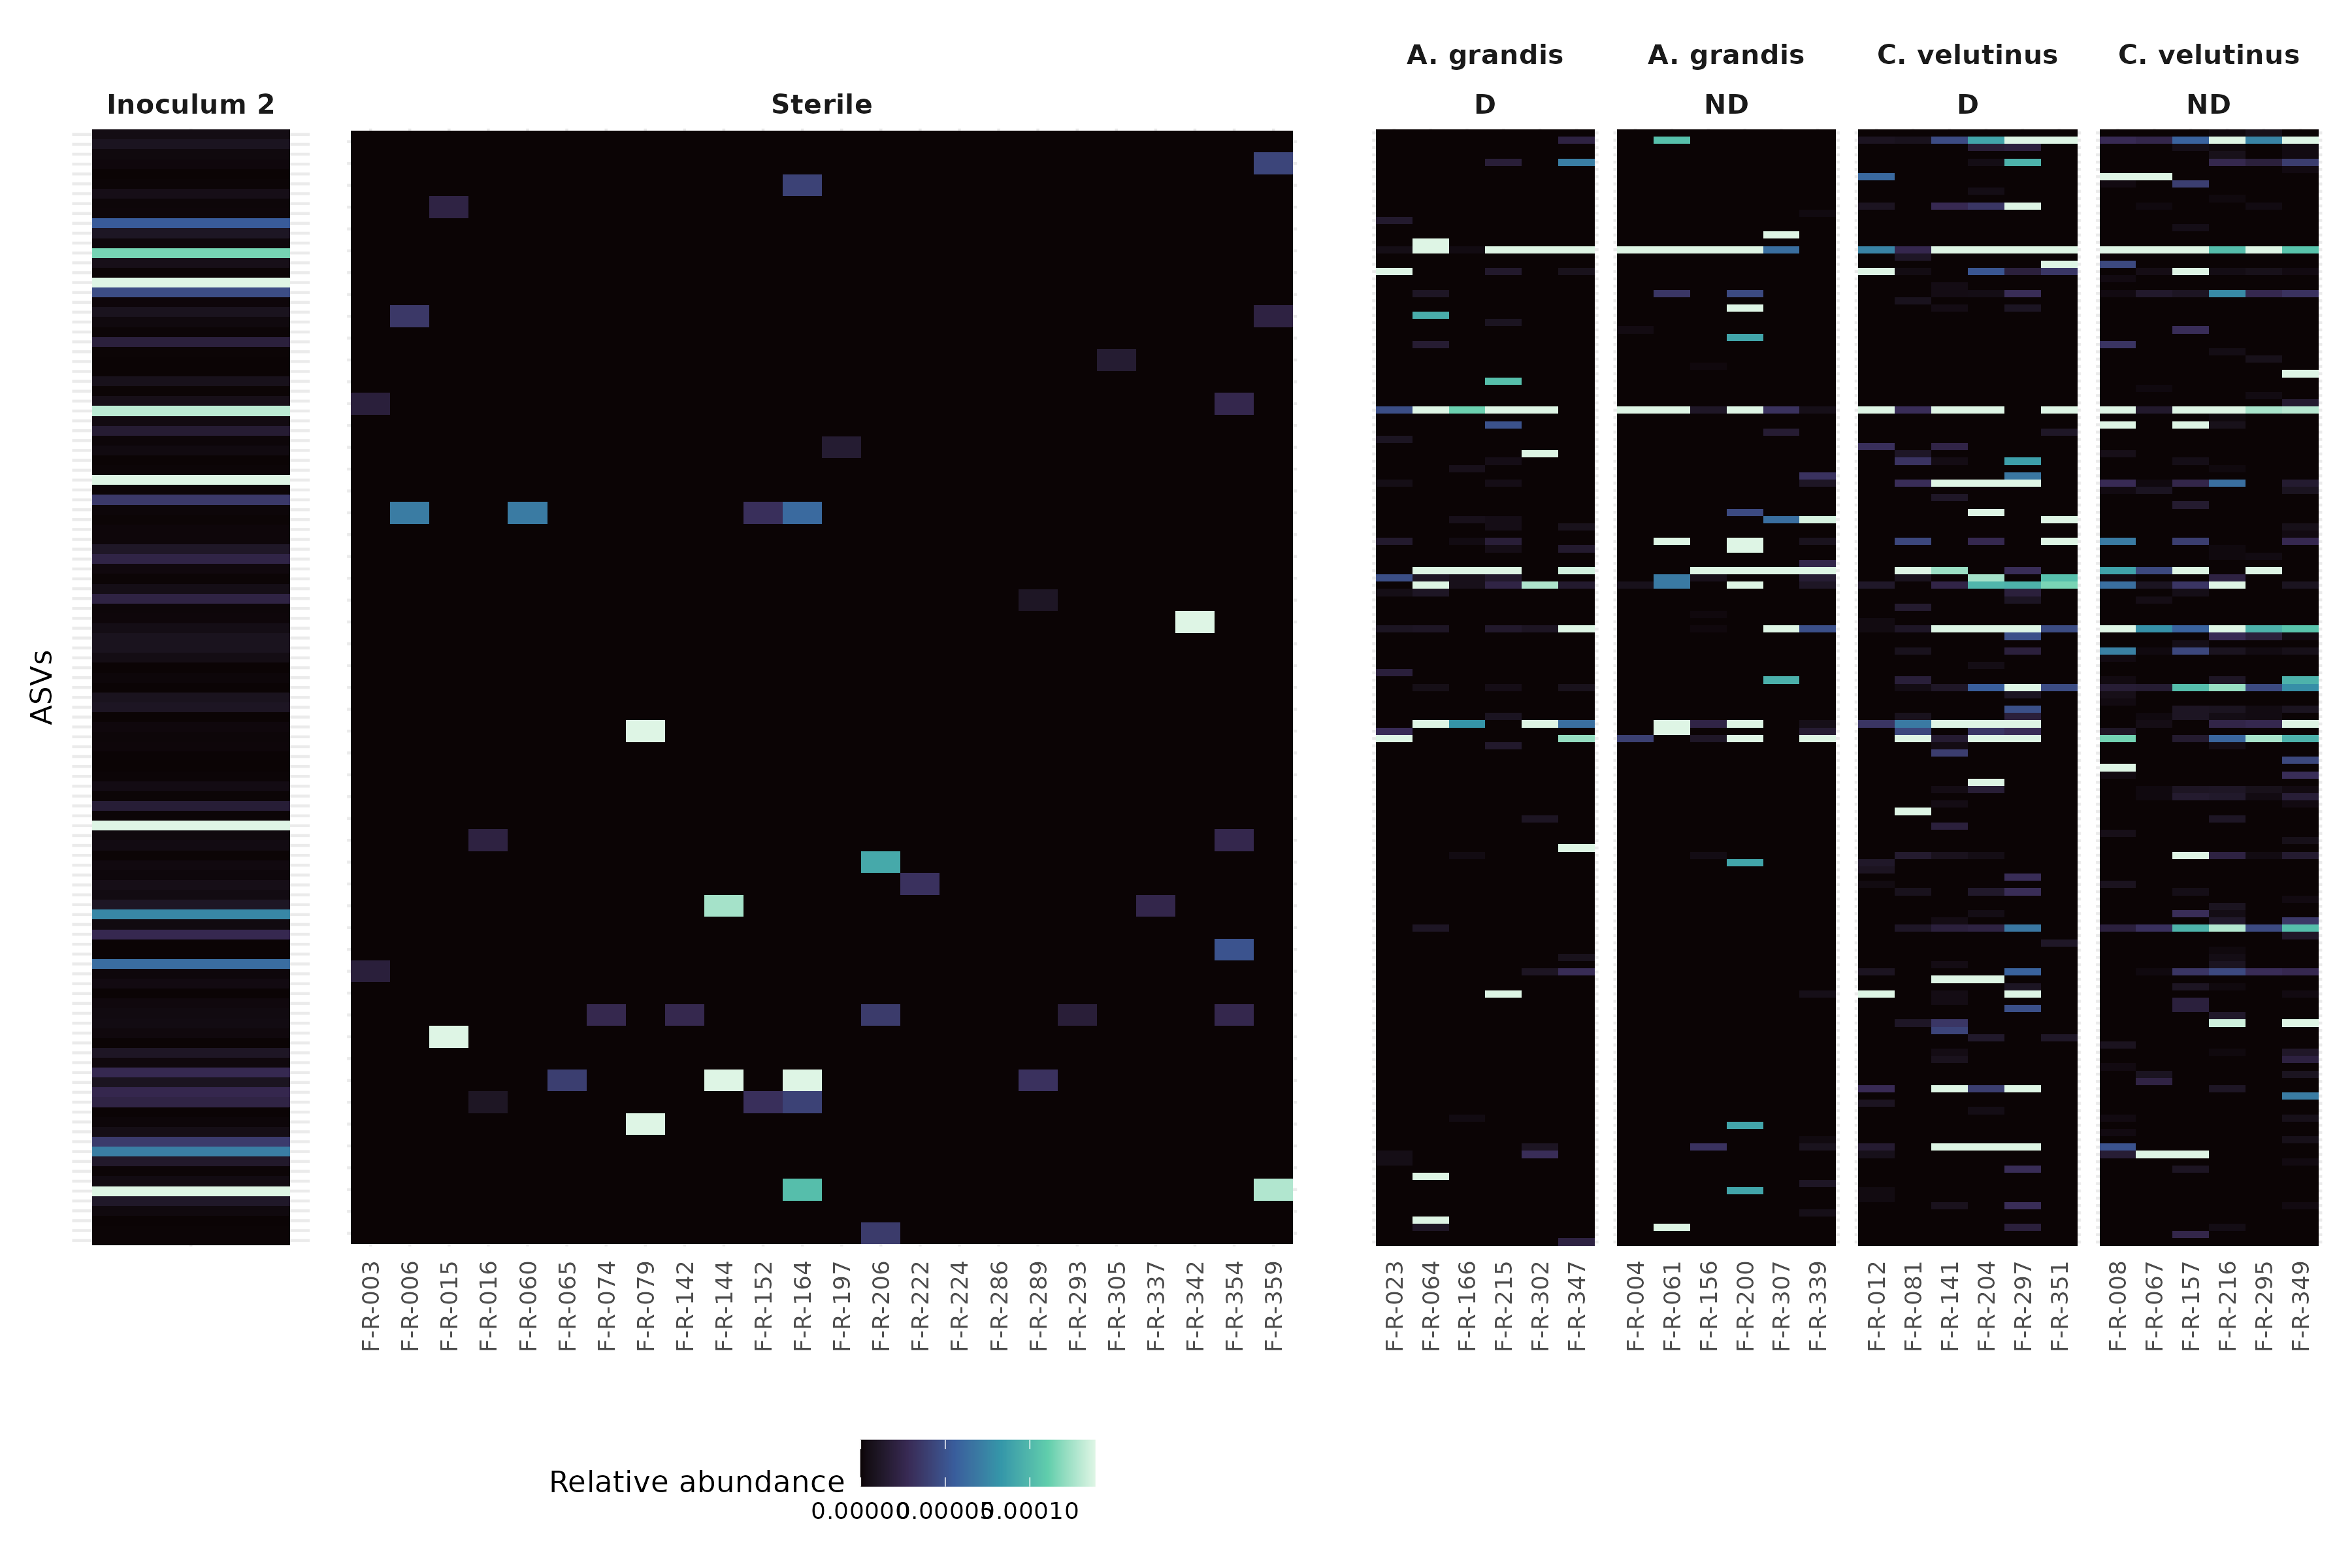 A. grandis A. grandis C. velutinus C. velutinus
Inoculum 2 Sterile D ND D ND
ASVs
F-R-003 F-R-006 F-R-015 F-R-016 F-R-060 F-R-065 F-R-074 F-R-079 F-R-142 F-R-144 F-R-152 F-R-164 F-R-197 F-R-206 F-R-222 F-R-224 F-R-286 F-R-289 F-R-293 F-R-305 F-R-337 F-R-342 F-R-354 F-R-359 F-R-023 F-R-064 F-R-166 F-R-215 F-R-302 F-R-347 F-R-004 F-R-061 F-R-156 F-R-200 F-R-307 F-R-339 F-R-012 F-R-081 F-R-141 F-R-204 F-R-297 F-R-351 F-R-008 F-R-067 F-R-157 F-R-216 F-R-295 F-R-349
Relative abundance
0.00000 0.00005 0.00010